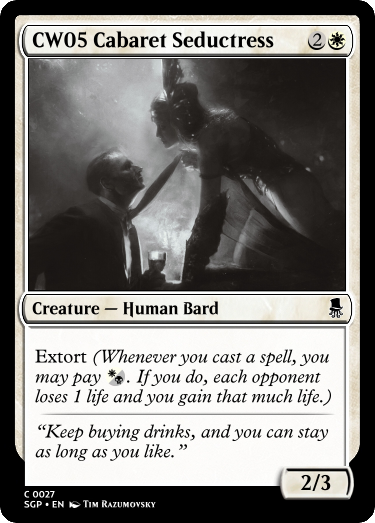 CW05 Cabaret Seductress 2
Creature — Human Bard
Extort (Whenever you cast a spell, you
may pay . If you do, each opponent
loses 1 life and you gain that much life.)
“Keep buying drinks, and you can stay
as long as you like.”
2/3
C 0027
SGP • EN Tim Razumovsky